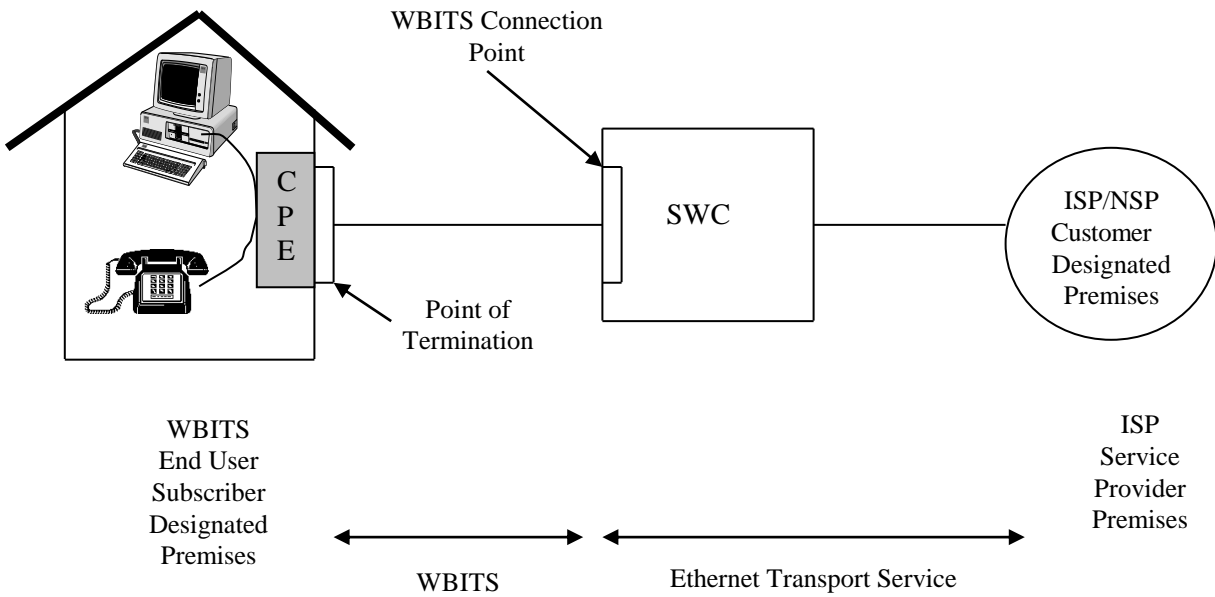 WBITS Connection
Point
C
P
E
SWC
ISP/NSP
Customer
Designated
Premises
Point of
Termination
WBITS
End User
Subscriber
Designated
Premises
ISP
Service
Provider
Premises
WBITS
Ethernet Transport Service